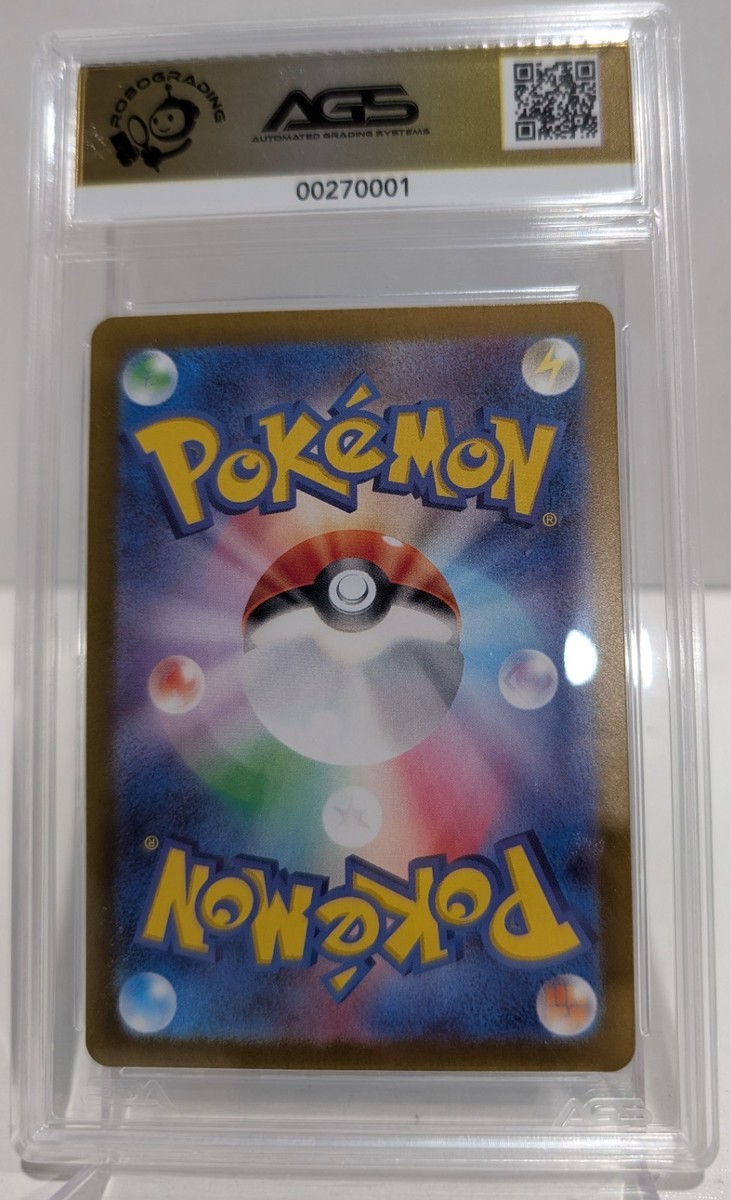 ROBOGRADING
AGS
AUTOMATED GRADING SYSTEMS
00270001
POKéMON
®
®
POKéMON
AGS